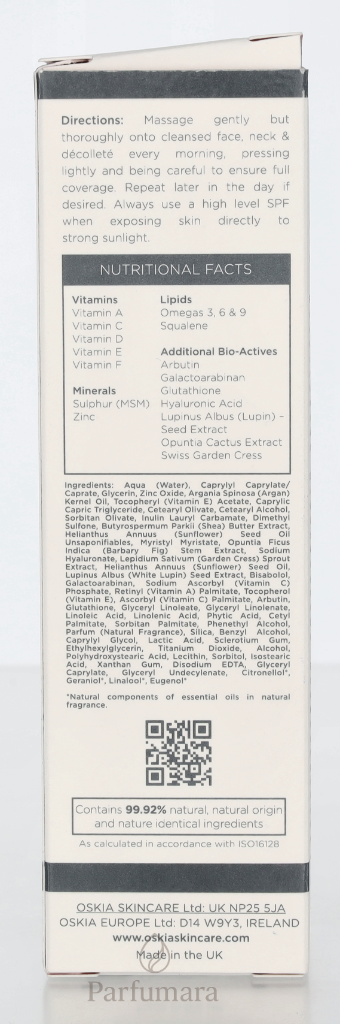 Directions: Massage gently but
thoroughly onto cleansed face, neck &
décolleté every morning, pressing
lightly and being careful to ensure full
coverage. Repeat later in the day if
desired. Always use a high level SPF
when exposing skin directly to
strong sunlight.
NUTRITIONAL FACTS
Vitamins
Vitamin A
Vitamin C
Vitamin D
Vitamin E
Vitamin F
Minerals
Sulphur (MSM)
Zinc
Lipids
Omegas 3, 6 & 9
Squalene
Additional Bio-Actives
Arbutin
Galactoarabinan
Glutathione
Hyaluronic Acid
Lupinus Albus (Lupin) –
Seed Extract
Opuntia Cactus Extract
Swiss Garden Cress
Ingredients: Aqua (Water), Caprylyl Caprylate/
Caprate, Glycerin, Zinc Oxide, Argania Spinosa (Argan)
Kernel Oil, Tocopheryl (Vitamin E) Acetate, Caprylic
Capric Triglyceride, Cetearyl Olivate, Cetearyl Alcohol,
Sorbitan Olivate, Inulin Lauryl Carbamate, Dimethyl
Sulfone, Butyrospermum Parkii (Shea) Butter Extract,
Helianthus Annuus (Sunflower) Seed Oil
Unsaponifiables, Myristyl Myristate, Opuntia Ficus
Indica (Barbary Fig) Stem Extract, Sodium
Hyaluronate, Lepidium Sativum (Garden Cress) Sprout
Extract, Helianthus Annuus (Sunflower) Seed Oil,
Lupinus Albus (White Lupin) Seed Extract, Bisabolol,
Galactoarabinan, Sodium Ascorbyl (Vitamin C)
Phosphate, Retinyl (Vitamin A) Palmitate, Tocopherol
(Vitamin E), Ascorbyl (Vitamin C) Palmitate, Arbutin,
Glutathione, Glyceryl Linoleate, Glyceryl Linolenate,
Linoleic Acid, Linolenic Acid, Phytic Acid, Cetyl
Palmitate, Sorbitan Palmitate, Phenethyl Alcohol,
Parfum (Natural Fragrance), Silica, Benzyl Alcohol,
Caprylyl Glycol, Lactic Acid, Sclerotium Gum,
Ethylhexylglycerin, Titanium Dioxide, Alcohol,
Polyhydroxystearic Acid, Lecithin, Sorbitol, Isostearic
Acid, Xanthan Gum, Disodium EDTA, Glyceryl
Caprylate, Glyceryl Undecylenate, Citronellol*,
Geraniol*, Linalool*, Eugenol*
*Natural components of essential oils in natural
fragrance.
Contains 99.92% natural, natural origin
and nature identical ingredients
As calculated in accordance with ISO16128
OSKIA SKINCARE Ltd: UK NP25 5JA
OSKIA EUROPE Ltd: D14 W9Y3, IRELAND
www.oskiaskincare.com
Made in the UK
Parfumara